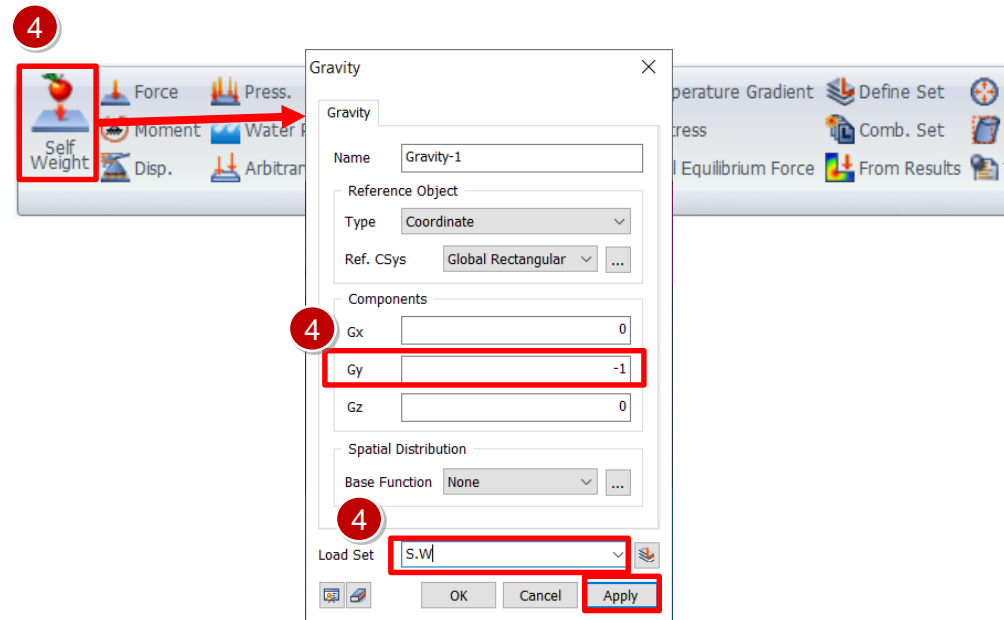 4
Self
Weight
Force
Moment
Disp.
Press.
Water
Arbitrar
Gravity
Gravity
Name Gravity-1
Reference Object
Type Coordinate
Ref. CSys Global Rectangular ...
Components
4
Gx 0
Gy -1
Gz 0
Spatial Distribution
Base Function None ...
4
Load Set S.W
OK Cancel Apply
perature Gradient Define Set
tress Comb. Set
l Equilibrium Force From Results